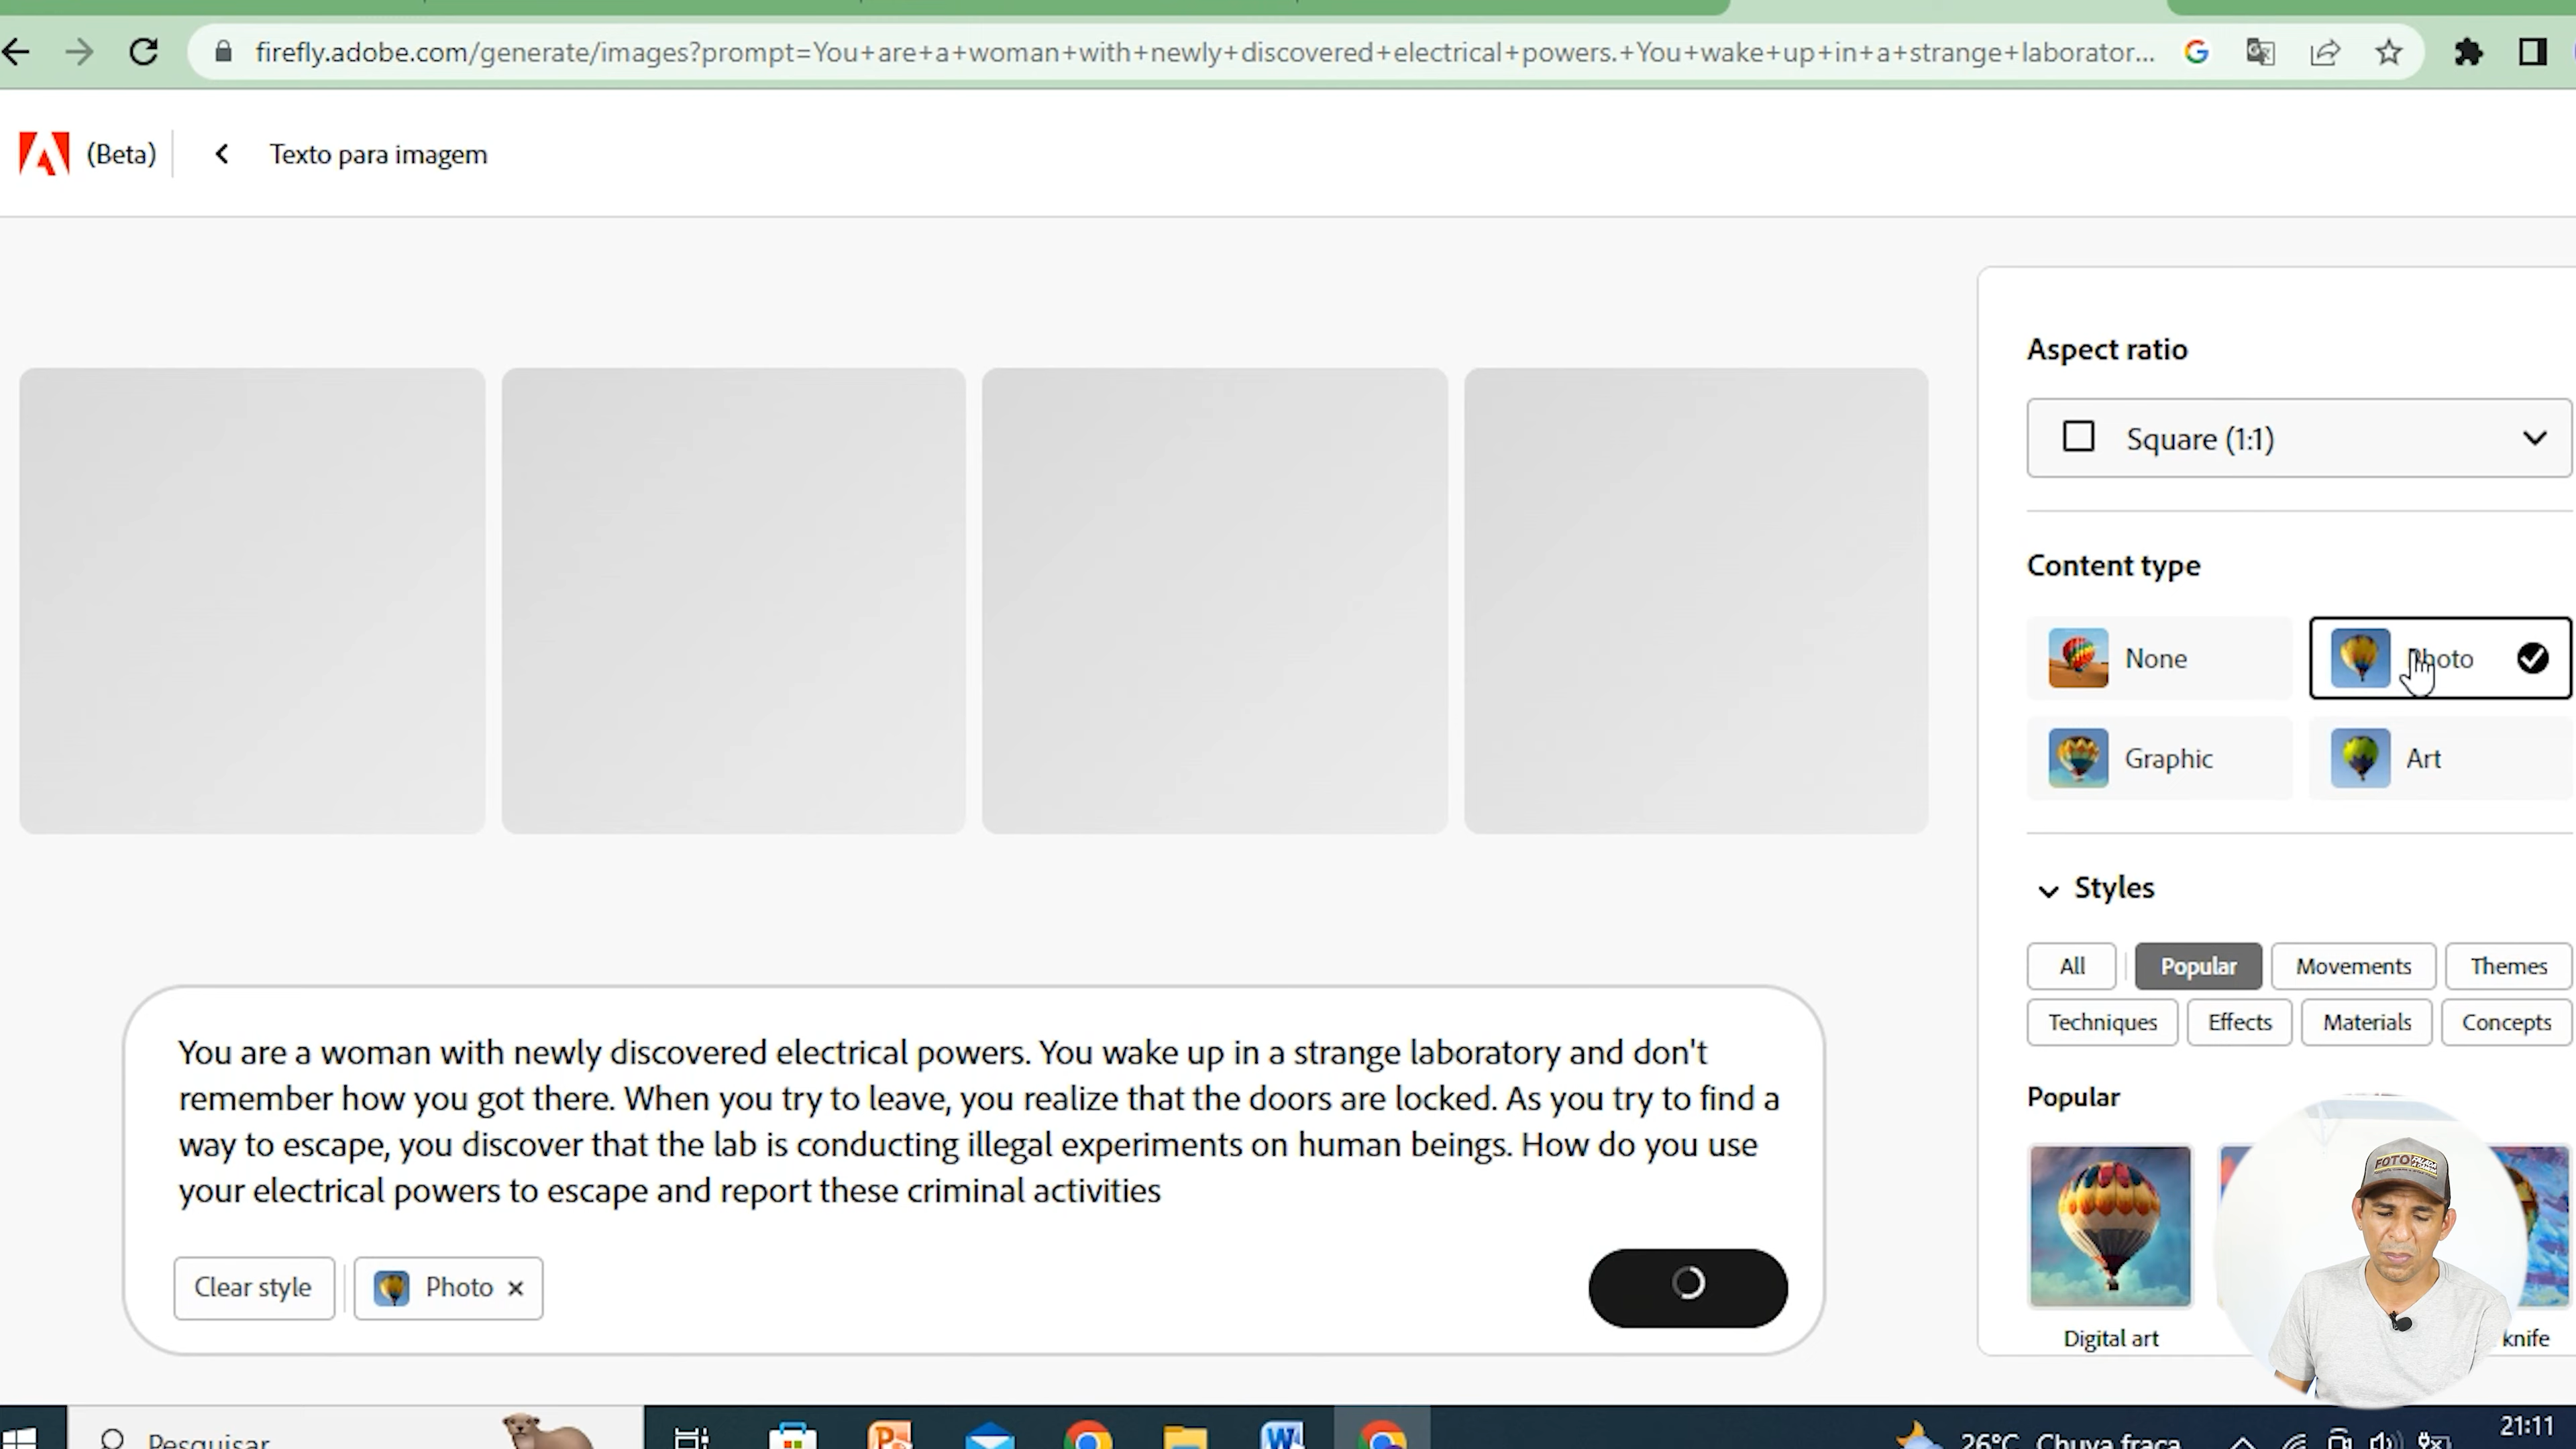 firefly.adobe.com/generate/images?prompt=You+are+a+woman+with+newly+discovered+electrical+powers.+You+wake+up+in+a+strange+laborator...
(Beta)
Texto para imagem
Aspect ratio
Square (1:1)
Content type
None
Photo
Graphic
Art
Styles
All
Popular
Movements
Themes
Techniques
Effects
Materials
Concepts
Popular
Digital art
knife
You are a woman with newly discovered electrical powers. You wake up in a strange laboratory and don't
remember how you got there. When you try to leave, you realize that the doors are locked. As you try to find a
way to escape, you discover that the lab is conducting illegal experiments on human beings. How do you use
your electrical powers to escape and report these criminal activities
Clear style
Photo
FOTO
Pesquisar
26°C Chuva fraca
21:11